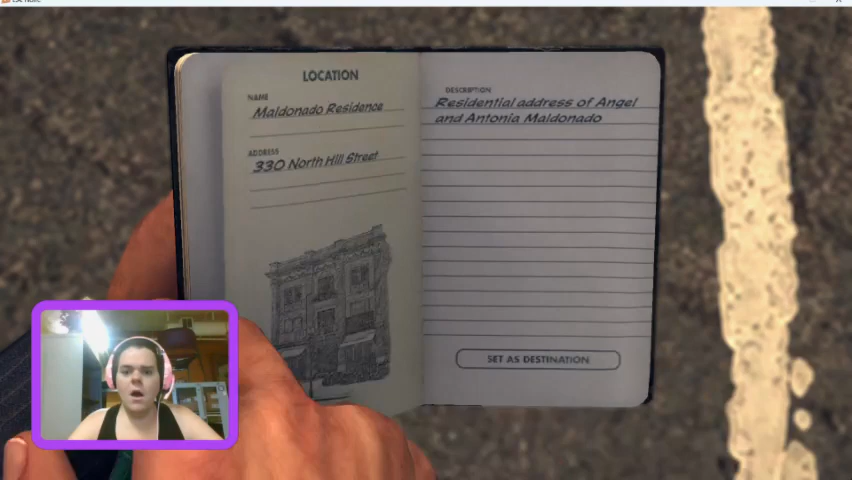 LOCATION
NAME
Maldonado Residence
ADDRESS
330 North Hill Street
DESCRIPTION
Residential address of Angel
and Antonia Maldonado
SET AS DESTINATION